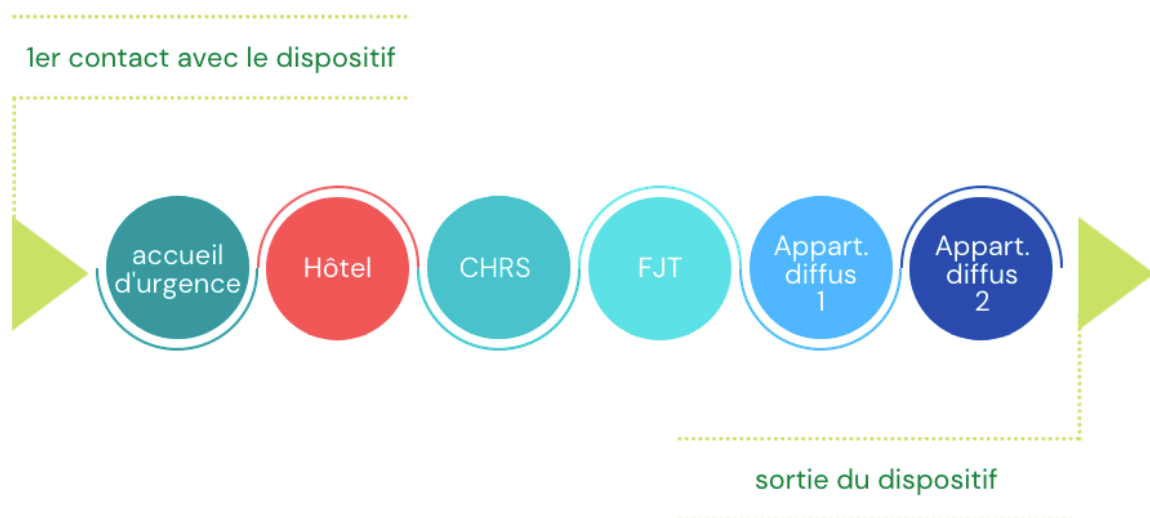 1er contact avec le dispositif
accueil
d'urgence
Hôtel
CHRS
FJT
Appart.
diffus
1
Appart.
diffus
2
sortie du dispositif